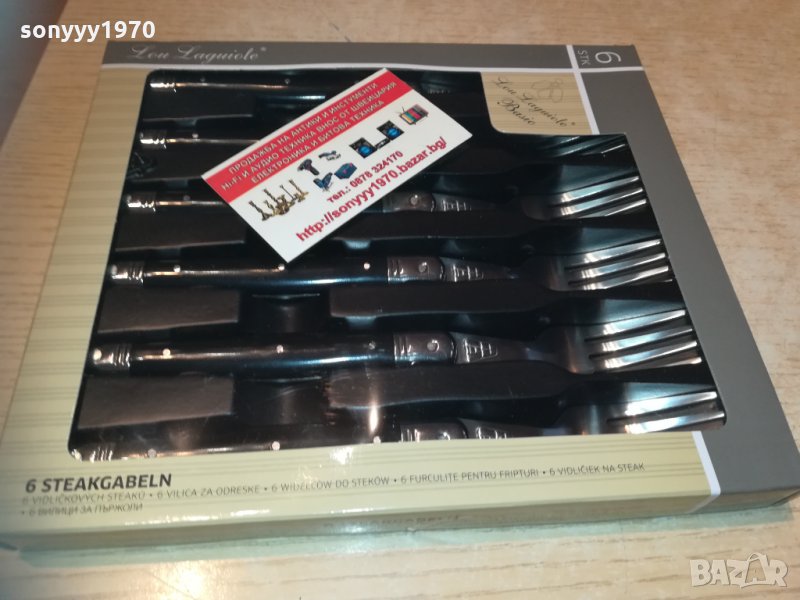 sonyyy1970
Lou Laguiole®
6
STK
Lou Laguiole®
Basic
ПРОДАЖБА НА АНТИКИ И ИНСТУМЕНТИ
HI-FI И АУДИО ТЕХНИКА ВНОС ОТ ШВЕЙЦАРИЯ
ЕЛЕКТРОНИКА И БИТОВА ТЕХНИКА
тел.: 0878 324170
http://sonyyy1970.bazar.bg/
6 STEAKGABELN
6 VIDLIČKOVÝCH STEAKŮ • 6 VILICA ZA ODRESKE • 6 WIDELCÓW DO STEKÓW • 6 FURCULIȚE PENTRU FRIPTURI • 6 VIDLIČIEK NA STEAK
• 6 ВИЛИЦИ ЗА ПЪРЖОЛИ
BAZAR